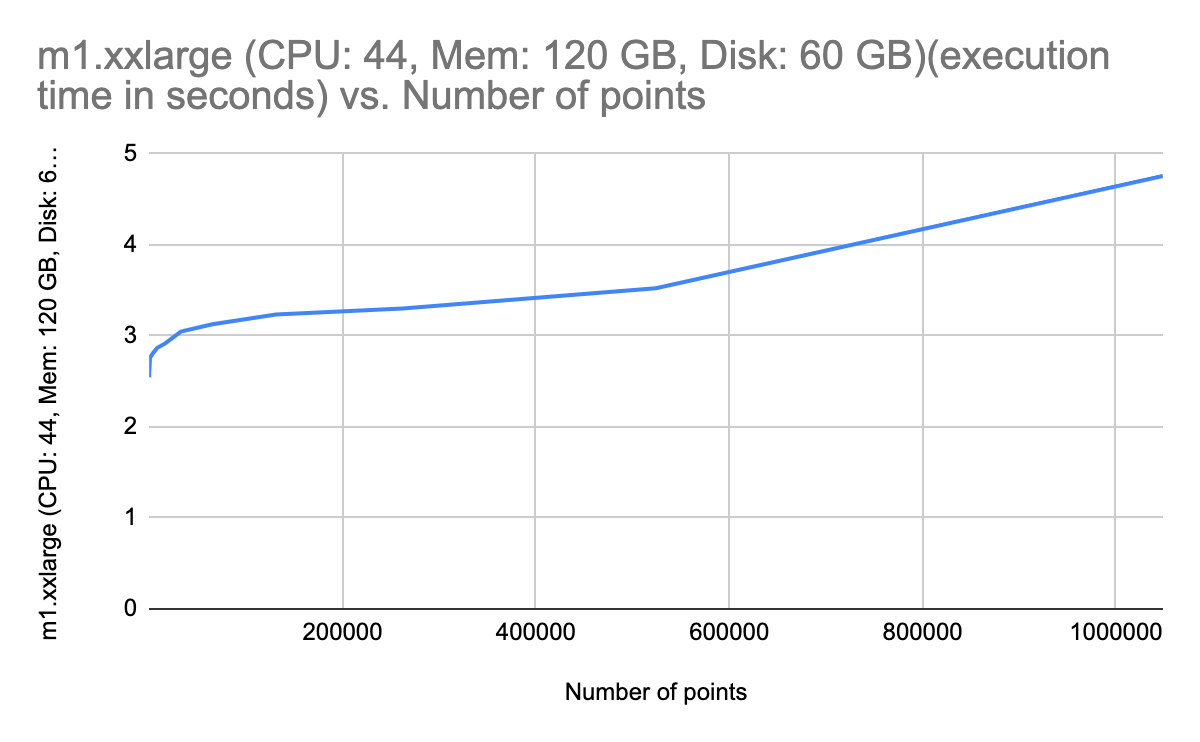 m1.xxlarge (CPU: 44, Mem: 120 GB, Disk: 60 GB)(execution
time in seconds) vs. Number of points
m1.xxlarge (CPU: 44, Mem: 120 GB, Disk: 6...
5
4
3
2
1
0
200000
400000
600000
800000
1000000
Number of points